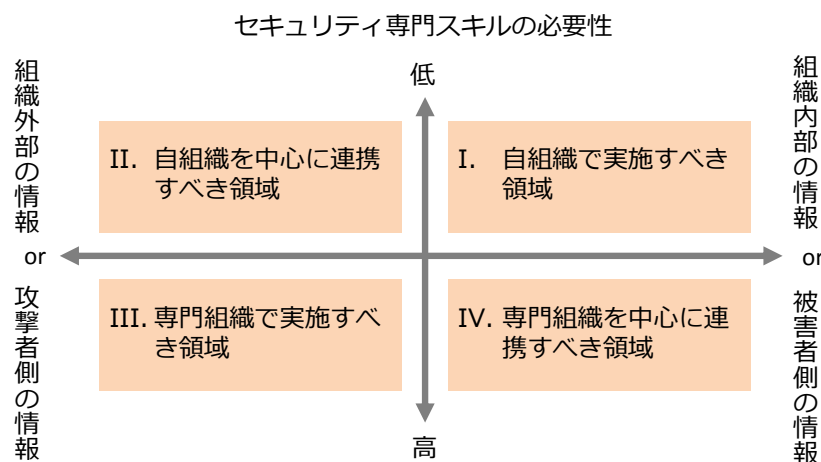 セキュリティ専門スキルの必要性
低
組織外部の情報
or
攻撃者側の情報
II. 自組織を中心に連携
すべき領域
I. 自組織で実施すべき
領域
組織内部の情報
or
被害者側の情報
III. 専門組織で実施すべ
き領域
IV. 専門組織を中心に連
携すべき領域
高